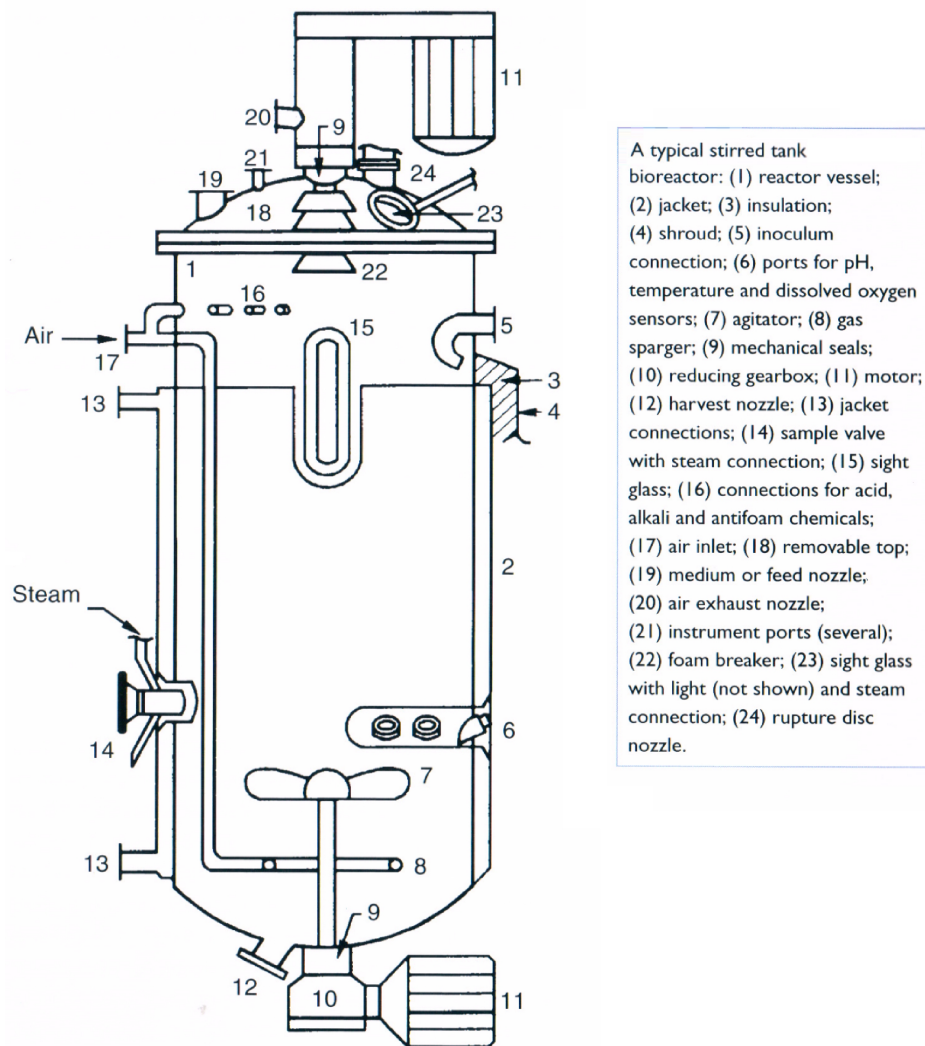 11
20
9
21
24
19
18
23
1
22
16
15
Air
17
5
3
13
4
2
Steam
14
6
7
13
8
9
12
10
11
A typical stirred tank
bioreactor: (1) reactor vessel;
(2) jacket; (3) insulation;
(4) shroud; (5) inoculum
connection; (6) ports for pH,
temperature and dissolved oxygen
sensors; (7) agitator; (8) gas
sparger; (9) mechanical seals;
(10) reducing gearbox; (11) motor;
(12) harvest nozzle; (13) jacket
connections; (14) sample valve
with steam connection; (15) sight
glass; (16) connections for acid,
alkali and antifoam chemicals;
(17) air inlet; (18) removable top;
(19) medium or feed nozzle;
(20) air exhaust nozzle;
(21) instrument ports (several);
(22) foam breaker; (23) sight glass
with light (not shown) and steam
connection; (24) rupture disc
nozzle.